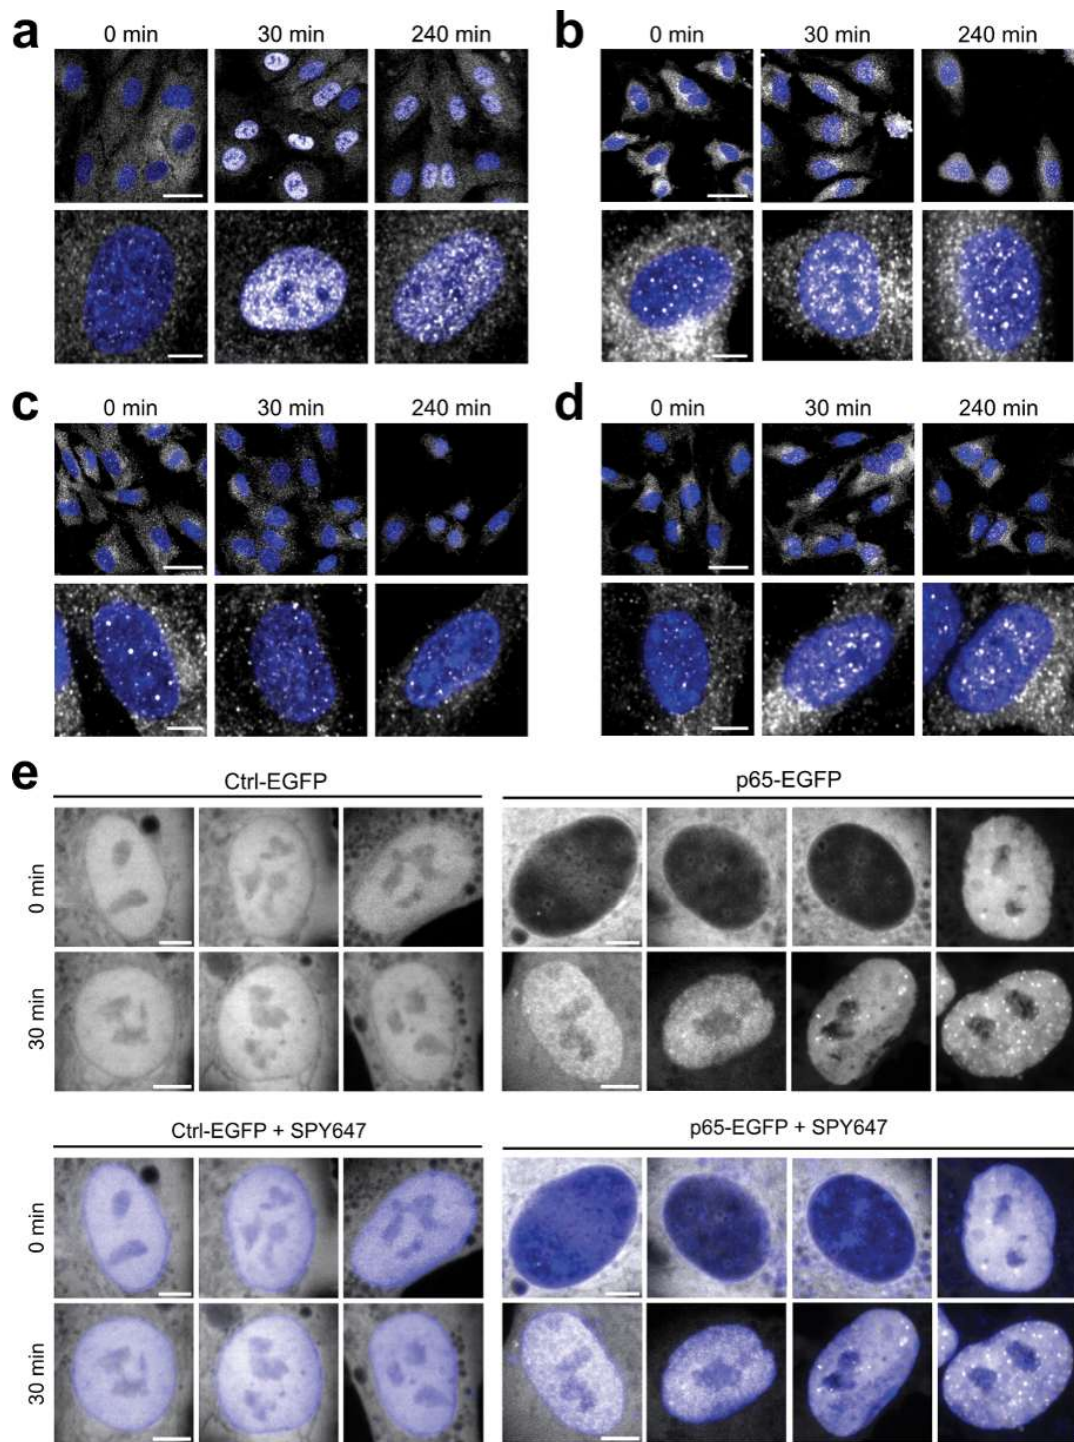 a
0 min 30 min 240 min
b
0 min 30 min 240 min
c
0 min 30 min 240 min
d
0 min 30 min 240 min
e
Ctrl-EGFP
p65-EGFP
0 min
30 min
Ctrl-EGFP + SPY647
p65-EGFP + SPY647
0 min
30 min